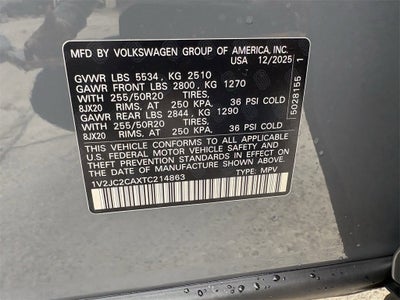 MFD BY VOLKSWAGEN GROUP OF AMERICA, INC.
USA 12/2025
GVWR LBS 5534, KG 2510
GAWR FRONT LBS 2800, KG 1270
WITH 255/50R20 TIRES,
8JX20 RIMS, AT 250 KPA, 36 PSI COLD
GAWR REAR LBS 2844, KG 1290
WITH 255/50R20 TIRES,
8JX20 RIMS, AT 250 KPA, 36 PSI COLD
THIS VEHICLE CONFORMS TO ALL APPLICABLE
U.S. FEDERAL MOTOR VEHICLE SAFETY AND
THEFT PREVENTION STANDARDS IN EFFECT ON THE
DATE OF MANUFACTURE SHOWN ABOVE.
1V2JC2CAXTC214863 TYPE: MPV
5028155 1